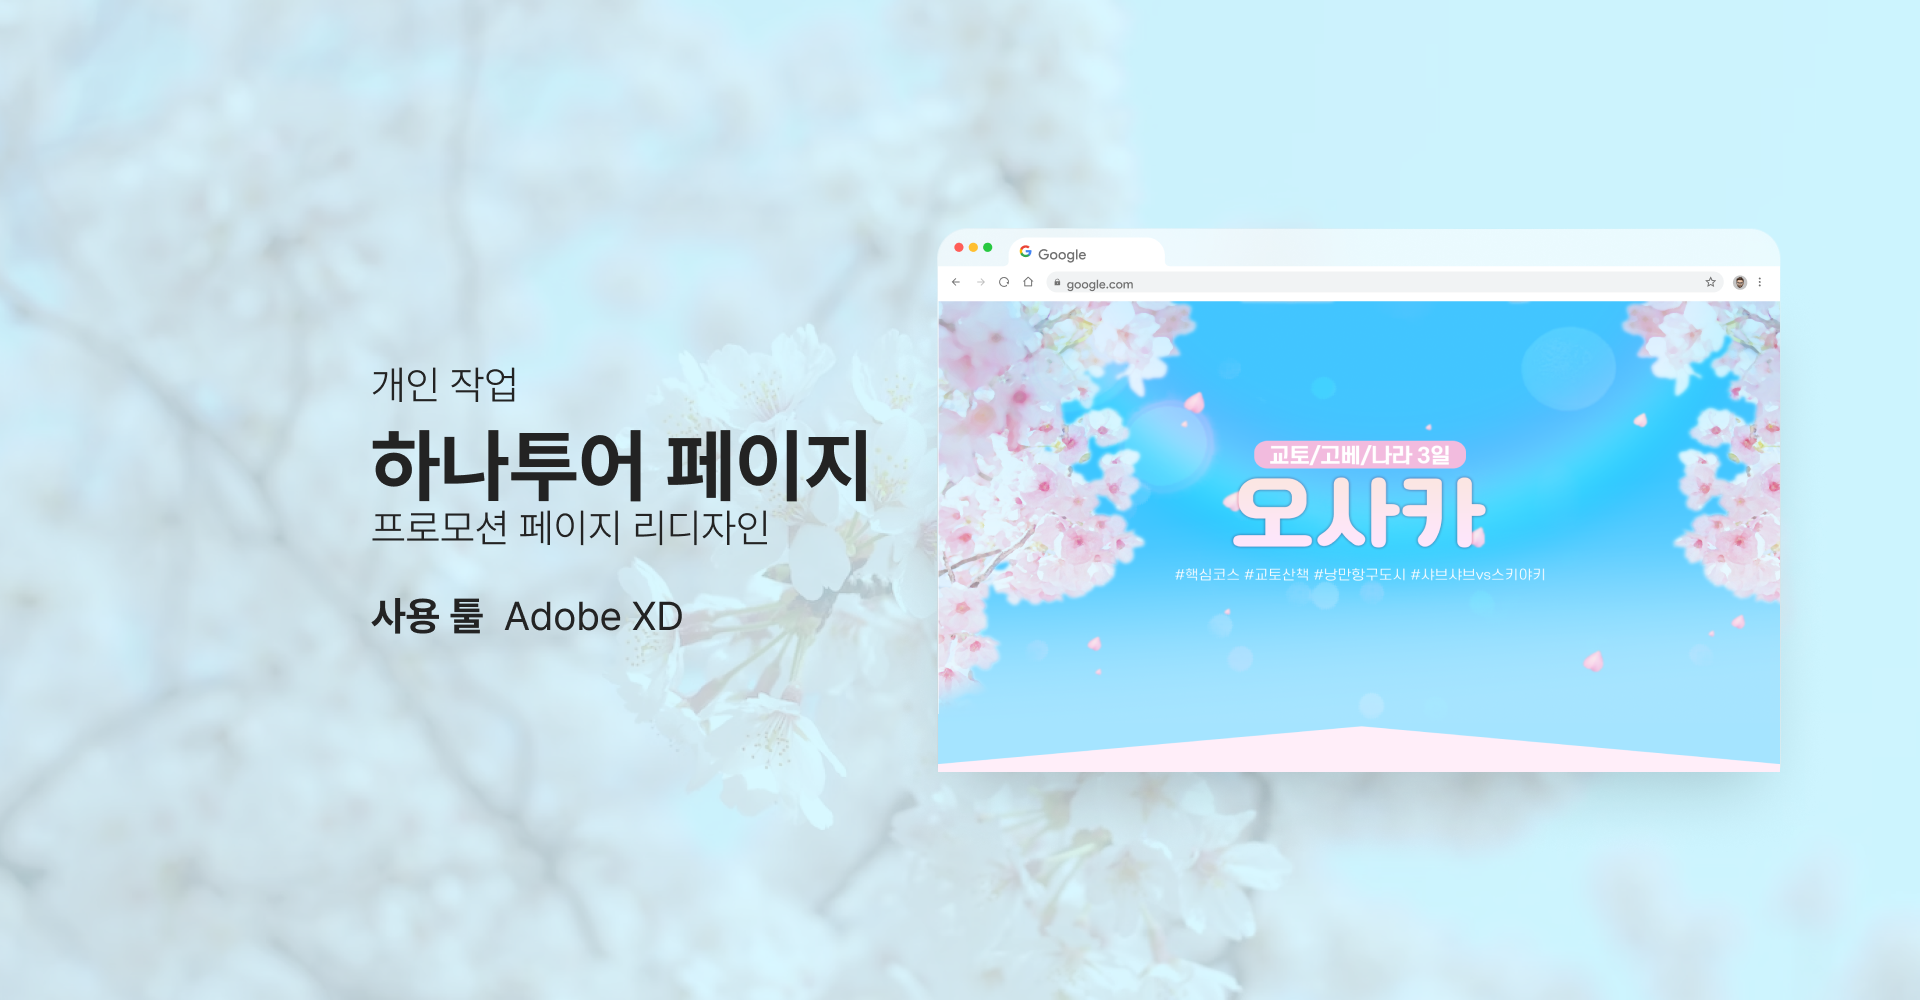 개인 작업
하나투어 페이지
프로모션 페이지 리디자인
사용 툴 Adobe XD
Google
google.com
교토/고베/나라 3일
오사카
#핵심코스 #교토산책 #낭만항구도시 #샤브샤브vs스키야키